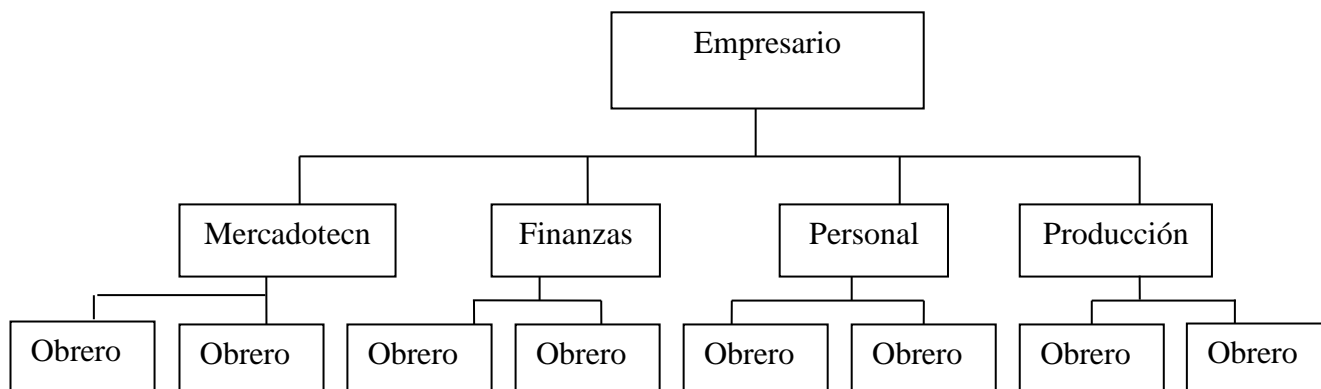 Empresario
Mercadotecn
Finanzas
Personal
Producción
Obrero
Obrero
Obrero
Obrero
Obrero
Obrero
Obrero
Obrero